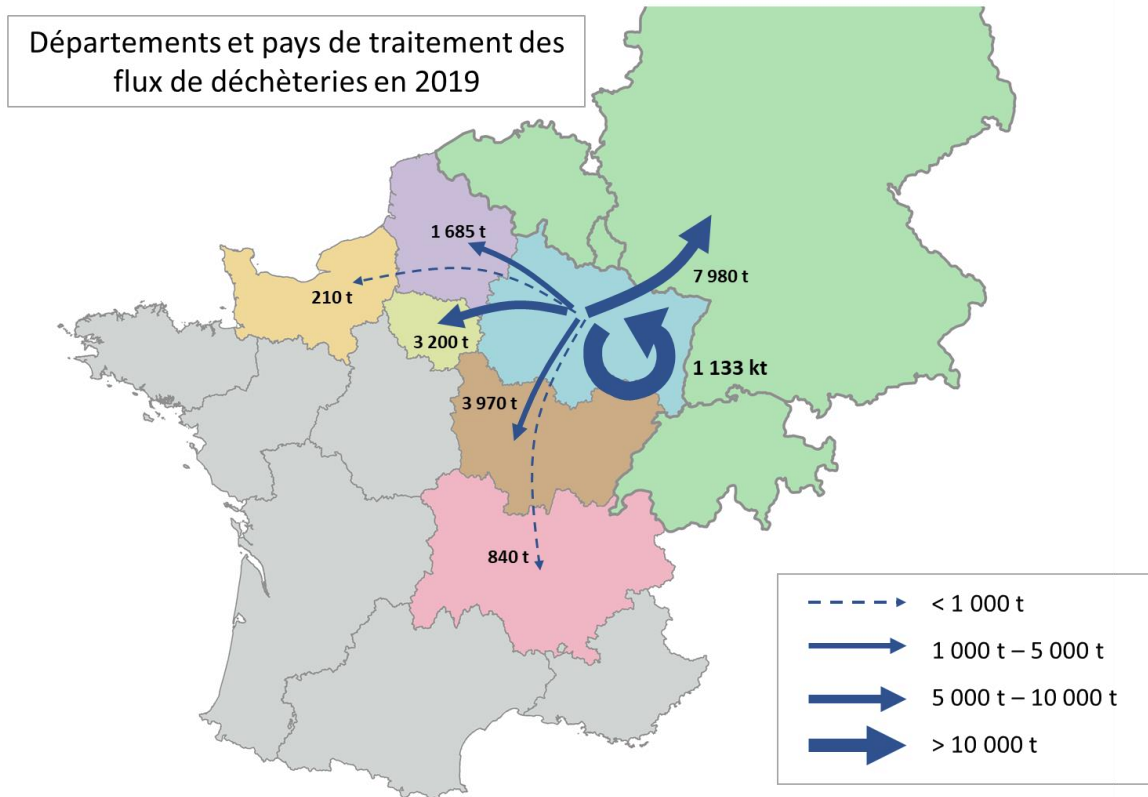 Départements et pays de traitement des
flux de déchèteries en 2019
1 685 t
7 980 t
210 t
3 200 t
1 133 kt
3 970 t
840 t
< 1 000 t
1 000 t – 5 000 t
5 000 t – 10 000 t
> 10 000 t